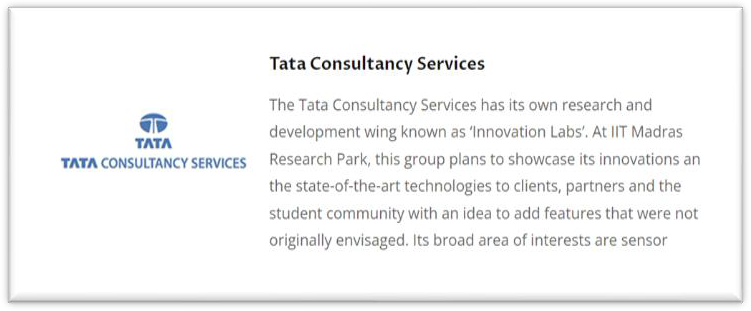 Tata Consultancy Services
The Tata Consultancy Services has its own research and
development wing known as ‘Innovation Labs’. At IIT Madras
Research Park, this group plans to showcase its innovations an
the state-of-the-art technologies to clients, partners and the
student community with an idea to add features that were not
originally envisaged. Its broad area of interests are sensor
TATA
TATA CONSULTANCY SERVICES